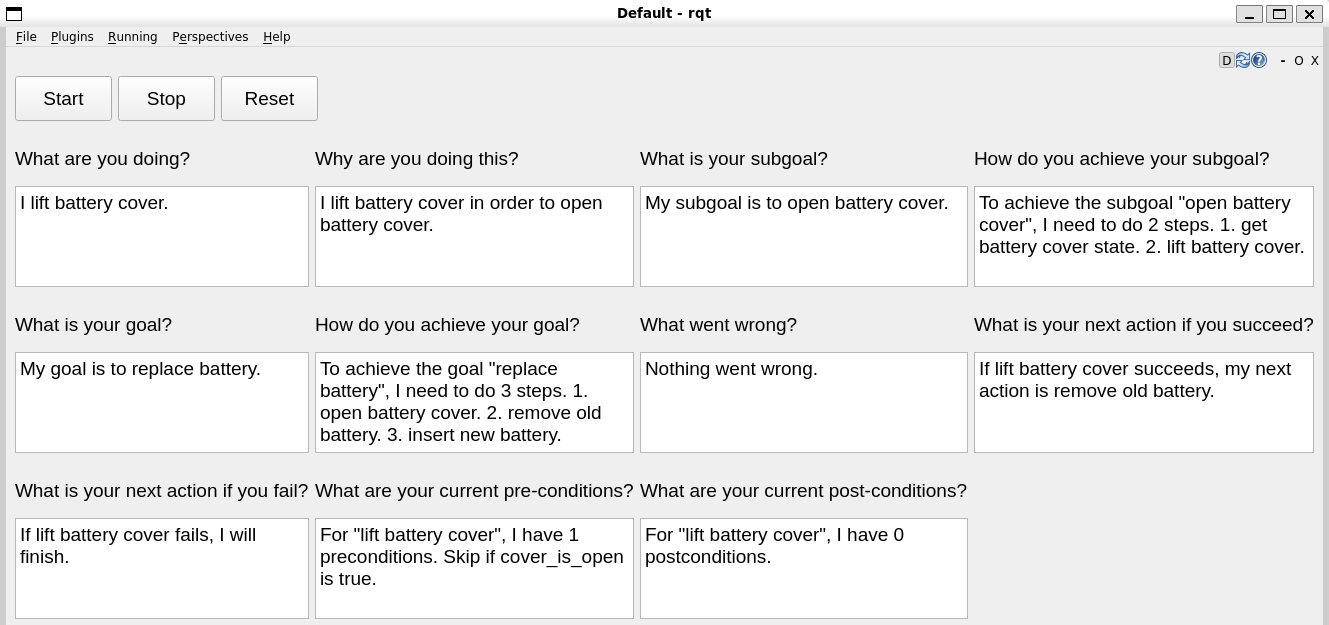 Default - rqt
File Plugins Running Perspectives Help
D ? - O X
Start Stop Reset
What are you doing?
I lift battery cover.
Why are you doing this?
I lift battery cover in order to open
battery cover.
What is your subgoal?
My subgoal is to open battery cover.
How do you achieve your subgoal?
To achieve the subgoal "open battery
cover", I need to do 2 steps. 1. get
battery cover state. 2. lift battery cover.
What is your goal?
My goal is to replace battery.
How do you achieve your goal?
To achieve the goal "replace
battery", I need to do 3 steps. 1.
open battery cover. 2. remove old
battery. 3. insert new battery.
What went wrong?
Nothing went wrong.
What is your next action if you succeed?
If lift battery cover succeeds, my next
action is remove old battery.
What is your next action if you fail?
If lift battery cover fails, I will
finish.
What are your current pre-conditions?
For "lift battery cover", I have 1
preconditions. Skip if cover_is_open
is true.
What are your current post-conditions?
For "lift battery cover", I have 0
postconditions.